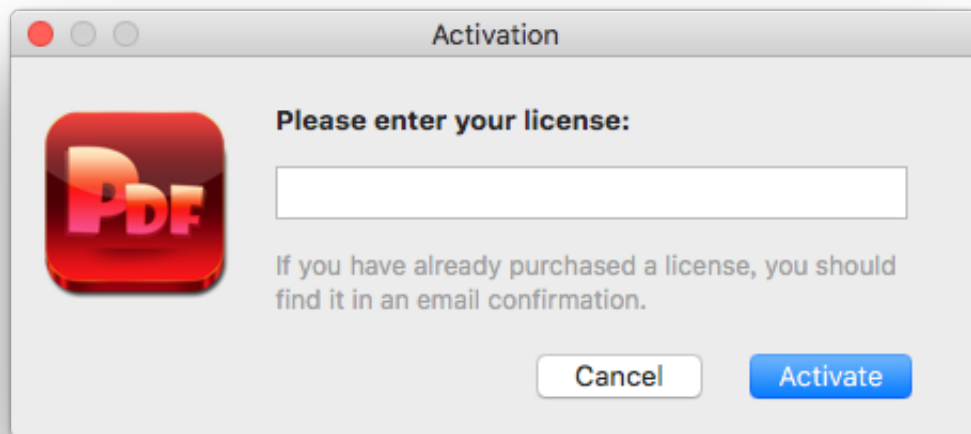 Activation
Please enter your license:
PDF
If you have already purchased a license, you should
find it in an email confirmation.
Cancel
Activate